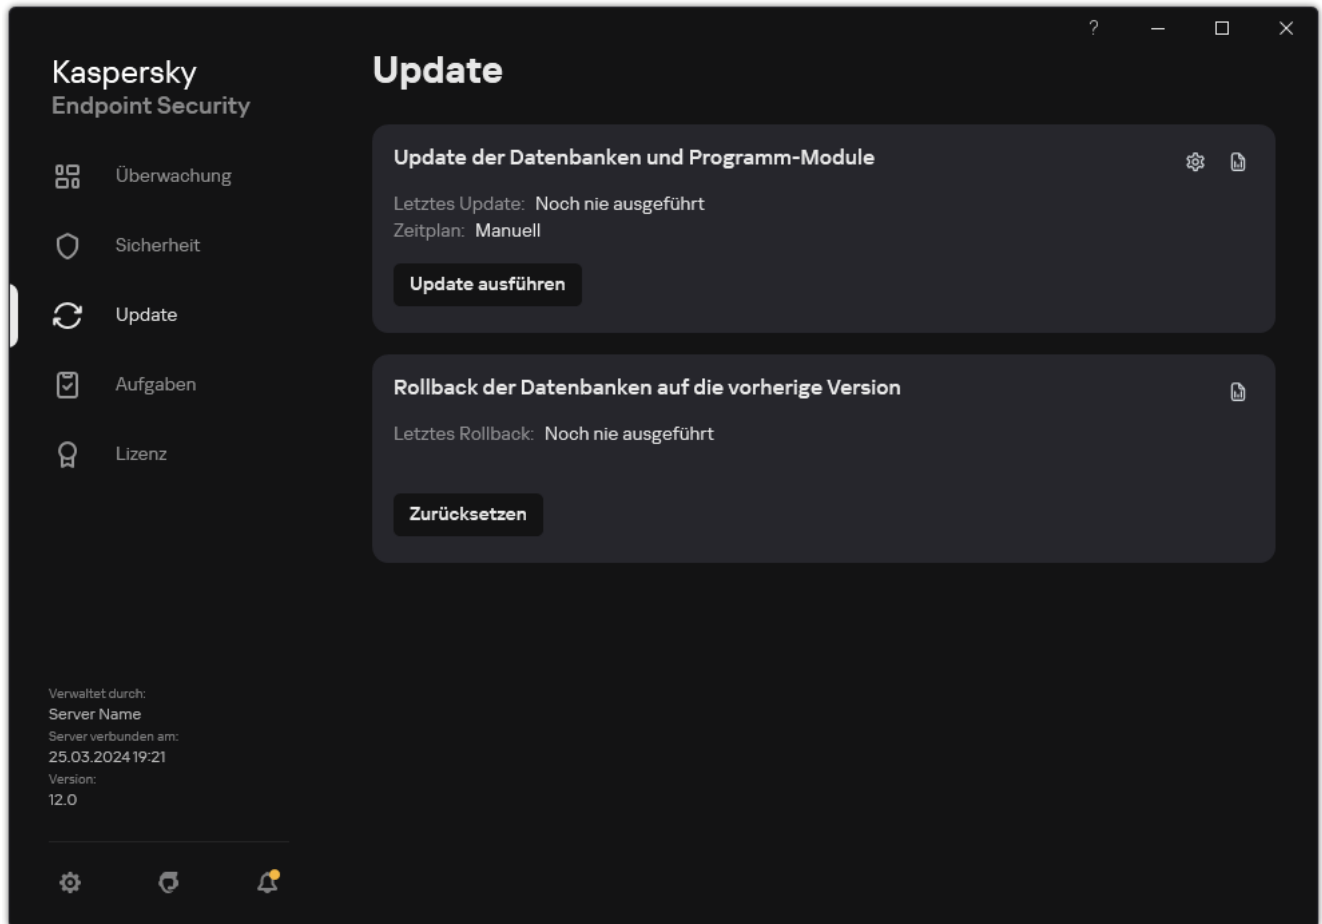 ?
Kaspersky
Endpoint Security
Update
Überwachung
Sicherheit
Update
Aufgaben
Lizenz
Update der Datenbanken und Programm-Module
Letztes Update: Noch nie ausgeführt
Zeitplan: Manuell
Update ausführen
Rollback der Datenbanken auf die vorherige Version
Letztes Rollback: Noch nie ausgeführt
Zurücksetzen
Verwaltet durch:
Server Name
Server verbunden am:
25.03.2024 19:21
Version:
12.0